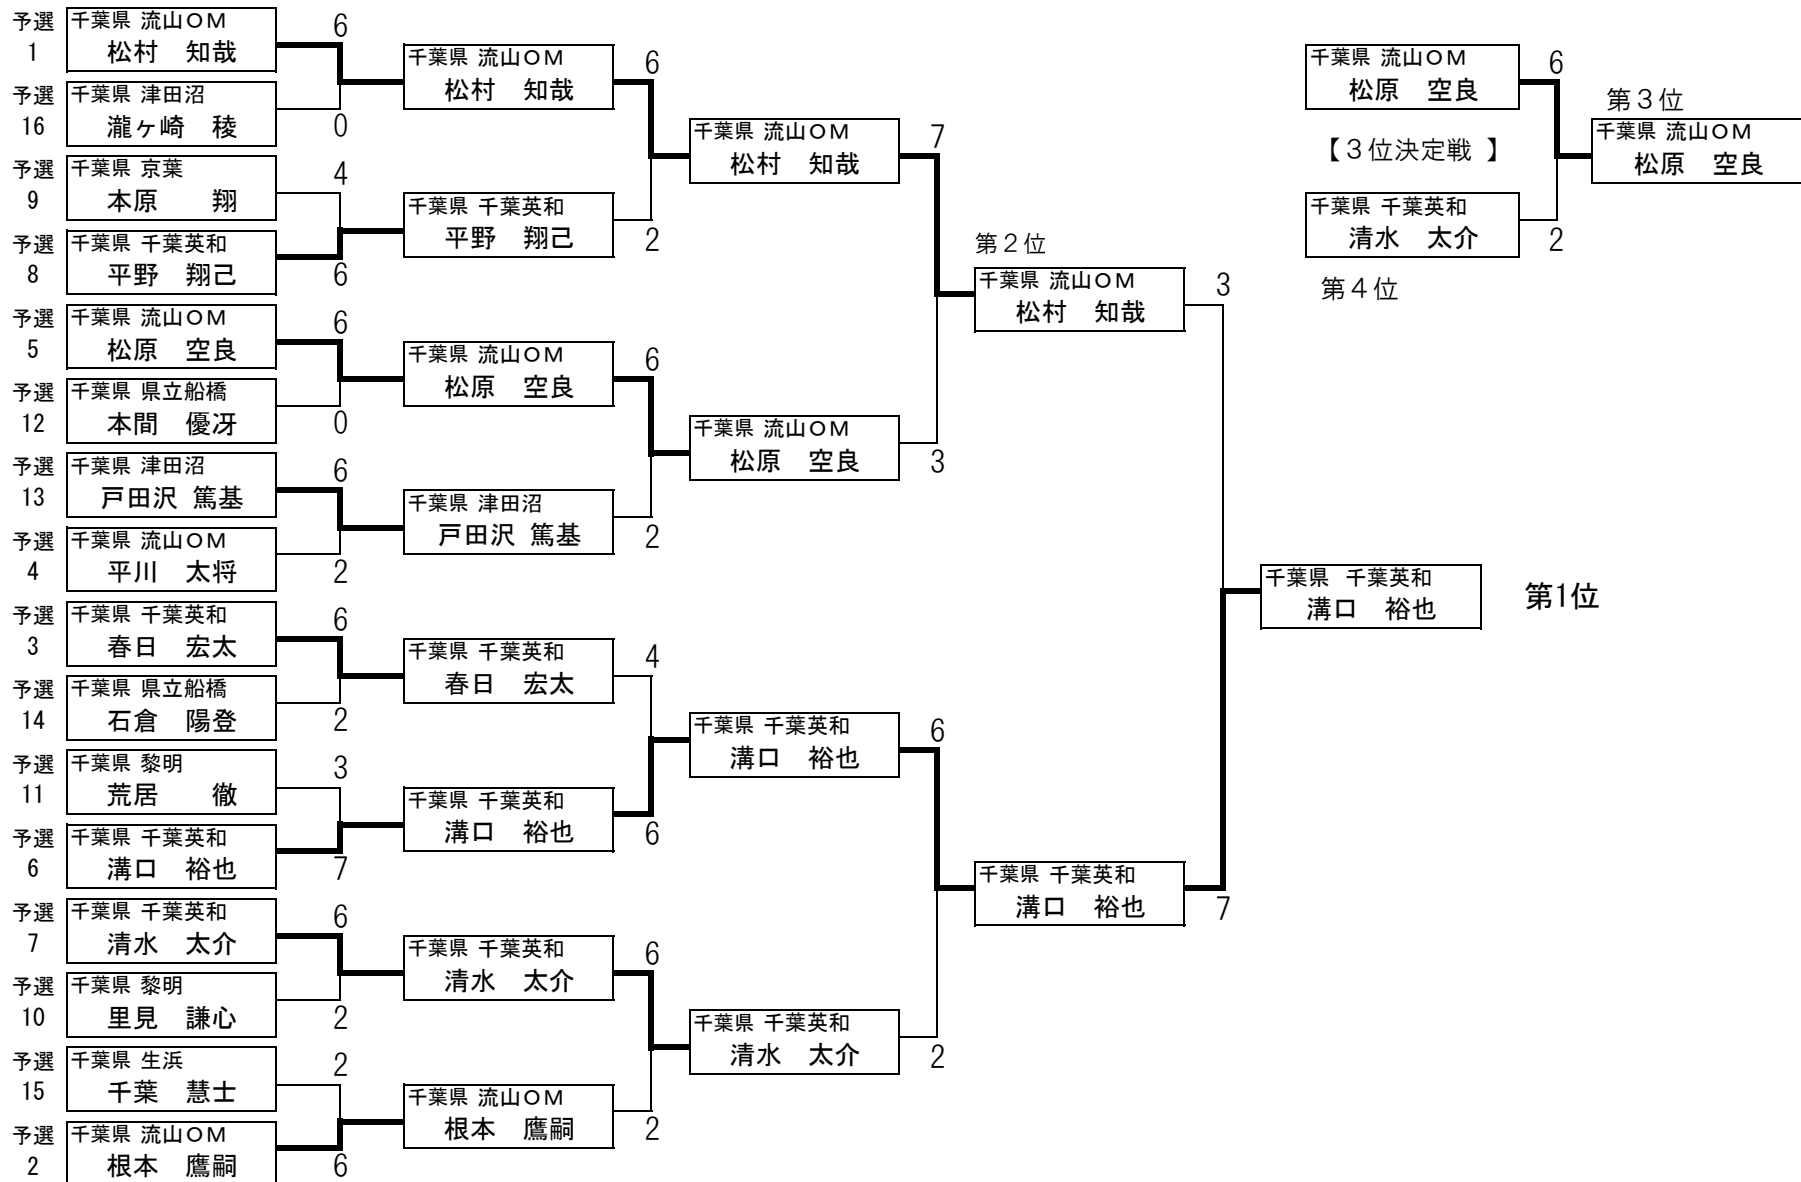 予選
1
千葉県 流山ＯＭ
松村　知哉
6
予選
16
千葉県 津田沼
瀧ヶ崎　稜
0
予選
9
千葉県 京葉
本原　　翔
4
予選
8
千葉県 千葉英和
平野　翔己
6
予選
5
千葉県 流山ＯＭ
松原　空良
6
予選
12
千葉県 県立船橋
本間　優冴
0
予選
13
千葉県 津田沼
戸田沢 篤基
6
予選
4
千葉県 流山ＯＭ
平川　太将
2
予選
3
千葉県 千葉英和
春日　宏太
6
予選
14
千葉県 県立船橋
石倉　陽登
2
予選
11
千葉県 黎明
荒居　　徹
3
予選
6
千葉県 千葉英和
溝口　裕也
7
予選
7
千葉県 千葉英和
清水　太介
6
予選
10
千葉県 黎明
里見　謙心
2
予選
15
千葉県 生浜
千葉　慧士
2
予選
2
千葉県 流山ＯＭ
根本　鷹嗣
6
千葉県 流山ＯＭ
松村　知哉
6
千葉県 千葉英和
平野　翔己
2
千葉県 流山ＯＭ
松原　空良
6
千葉県 津田沼
戸田沢 篤基
2
千葉県 千葉英和
春日　宏太
4
千葉県 千葉英和
溝口　裕也
6
千葉県 千葉英和
清水　太介
6
千葉県 流山ＯＭ
根本　鷹嗣
2
千葉県 流山ＯＭ
松村　知哉
7
千葉県 流山ＯＭ
松原　空良
3
千葉県 千葉英和
溝口　裕也
6
千葉県 千葉英和
清水　太介
2
第２位
千葉県 流山ＯＭ
松村　知哉
3
千葉県 千葉英和
溝口　裕也
7
千葉県 千葉英和
溝口　裕也
第1位
千葉県 流山ＯＭ
松原　空良
6
【３位決定戦 】
千葉県 千葉英和
清水　太介
2
第４位
第３位
千葉県 流山ＯＭ
松原　空良